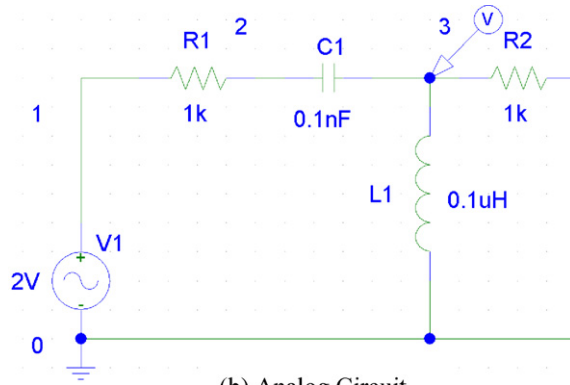 2
3
V
R1
C1
R2
1
1k
0.1nF
1k
L1
0.1uH
V1
+
2V
-
0
(b) Analog Circuit